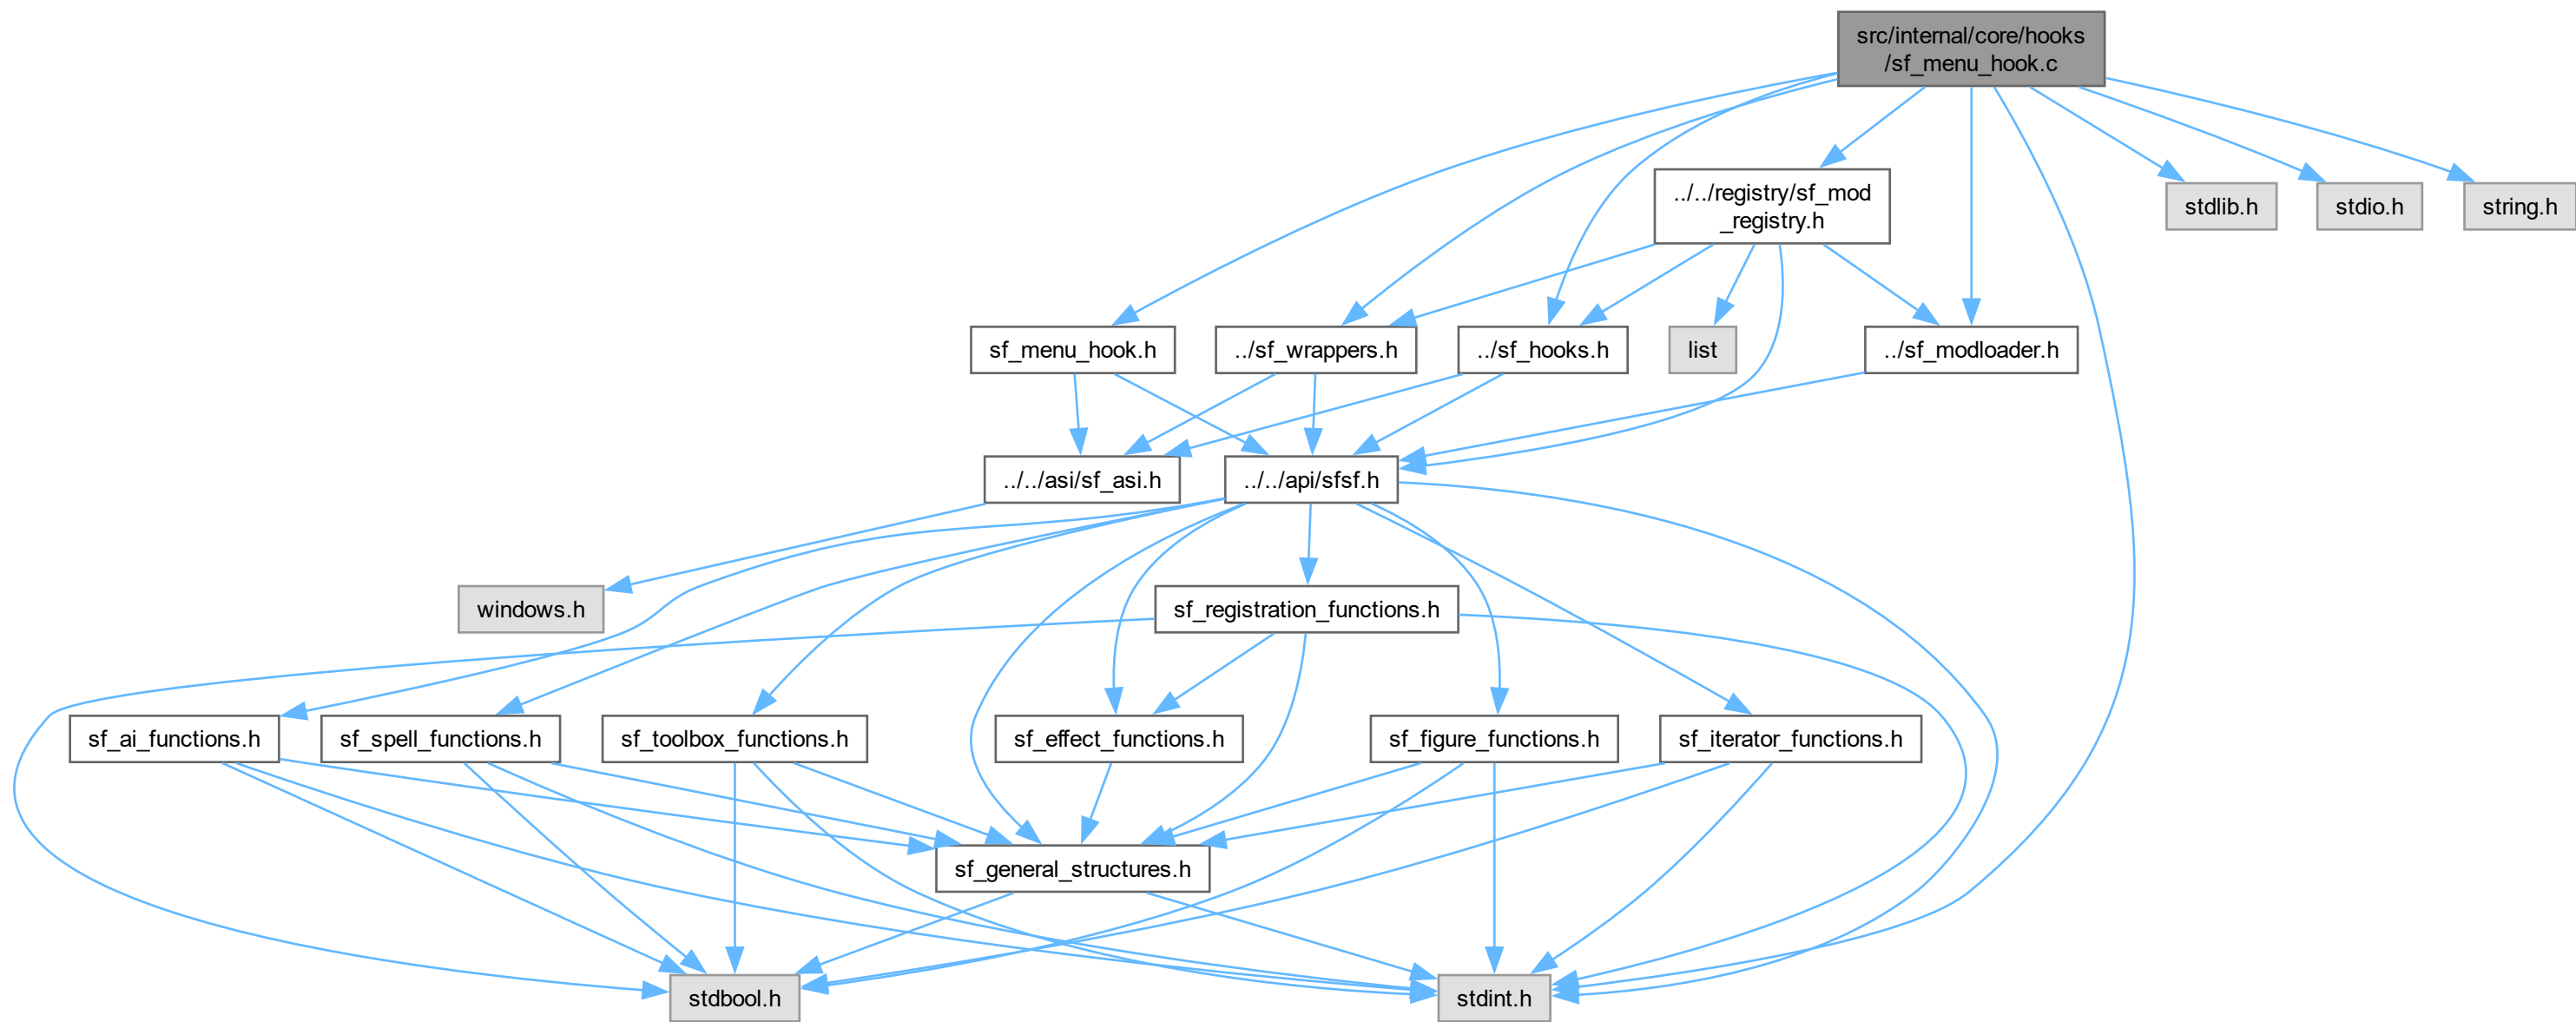 src/internal/core/hooks
/sf_menu_hook.c
../../registry/sf_mod
_registry.h
stdlib.h
stdio.h
string.h
sf_menu_hook.h
../sf_wrappers.h
../sf_hooks.h
list
../sf_modloader.h
../../asi/sf_asi.h
../../api/sfsf.h
windows.h
sf_registration_functions.h
sf_ai_functions.h
sf_spell_functions.h
sf_toolbox_functions.h
sf_effect_functions.h
sf_figure_functions.h
sf_iterator_functions.h
sf_general_structures.h
stdbool.h
stdint.h